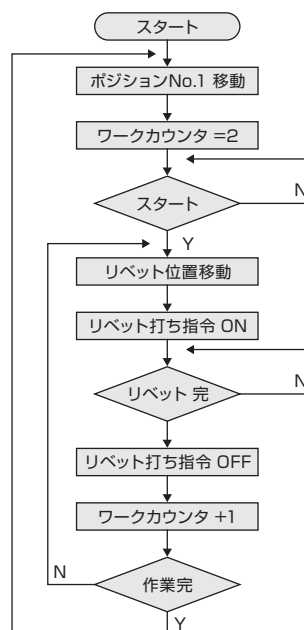 スタート
ポジションNo.1 移動
ワークカウンタ =2
スタート
N
Y
リベット位置移動
リベット打ち指令 ON
リベット 完
N
リベット打ち指令 OFF
ワークカウンタ +1
作業完
N
Y